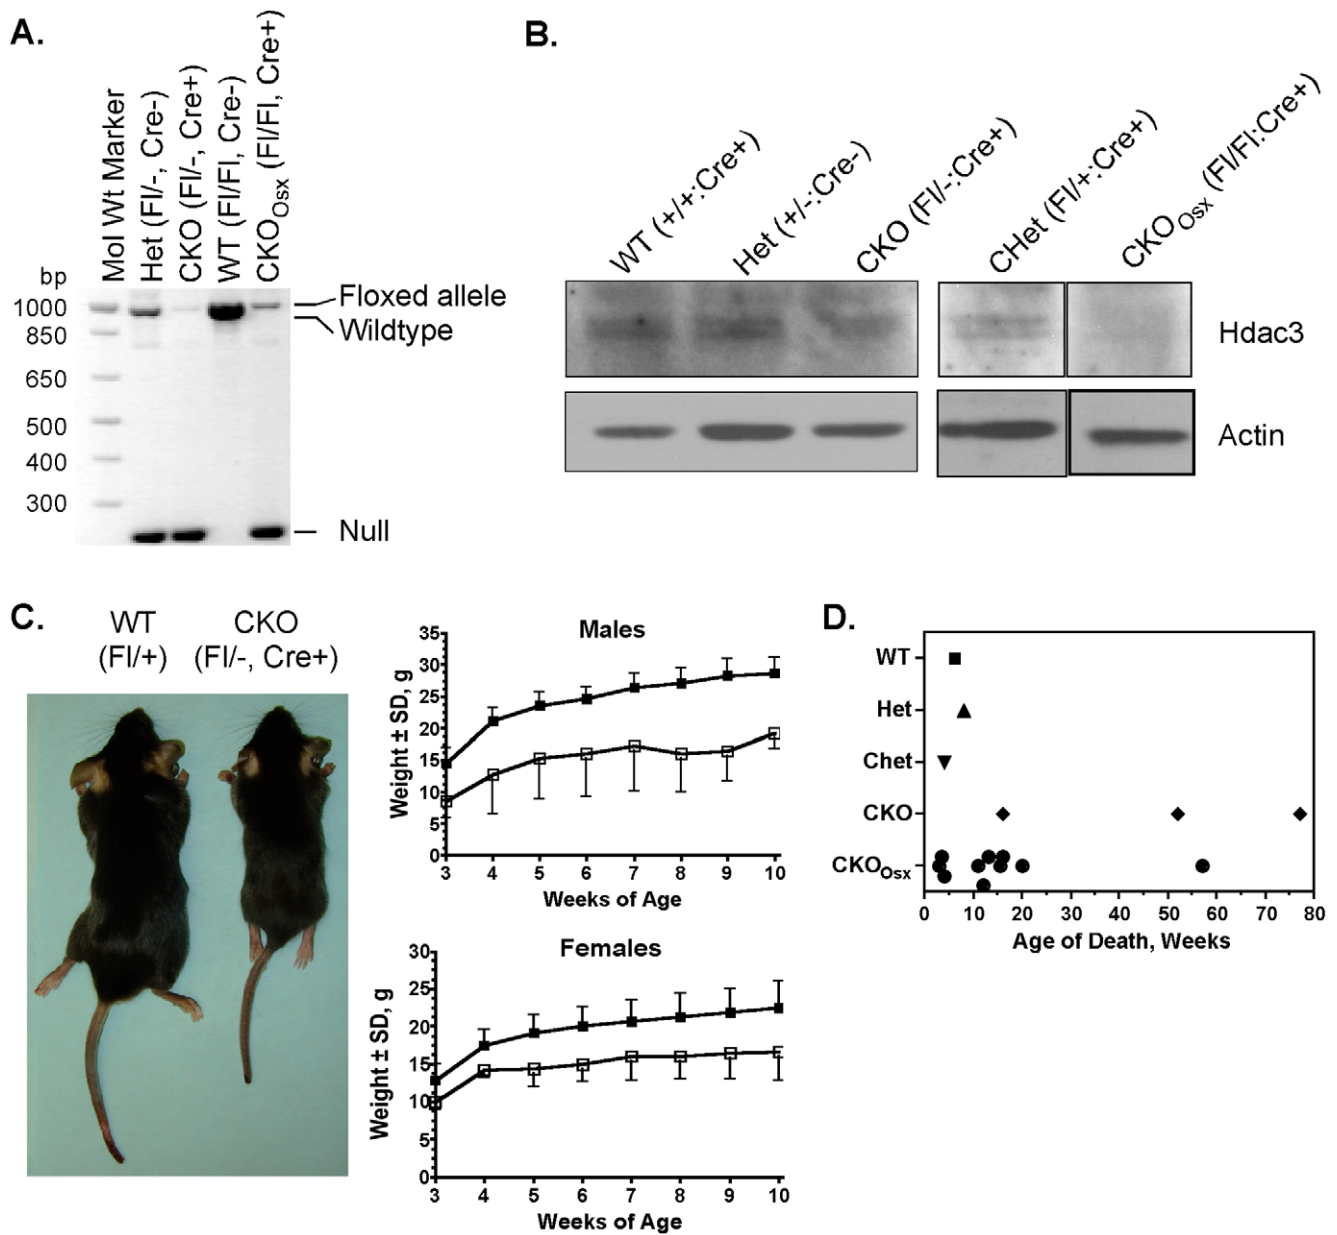 A.
Mol Wt Marker
Het (Fl/-, Cre-)
CKO (Fl/-, Cre+)
WT (Fl/Fl, Cre-)
CKOOsx (Fl/Fl, Cre+)
bp
1000
850
650
500
400
300
Floxed allele
Wildtype
Null
B.
WT (+/+:Cre+)
Het (+/-:Cre-)
CKO (Fl/-:Cre+)
CHet (Fl/+:Cre+)
CKOOsx (Fl/Fl:Cre+)
Hdac3
Actin
C.
WT
(Fl/+)
CKO
(Fl/-, Cre+)
Males
Weight ± SD, g
35
30
25
20
15
10
5
0
3 4 5 6 7 8 9 10
Weeks of Age
Females
Weight ± SD, g
30
25
20
15
10
5
0
3 4 5 6 7 8 9 10
Weeks of Age
D.
WT
Het
Chet
CKO
CKOOsx
0 10 20 30 40 50 60 70 80
Age of Death, Weeks